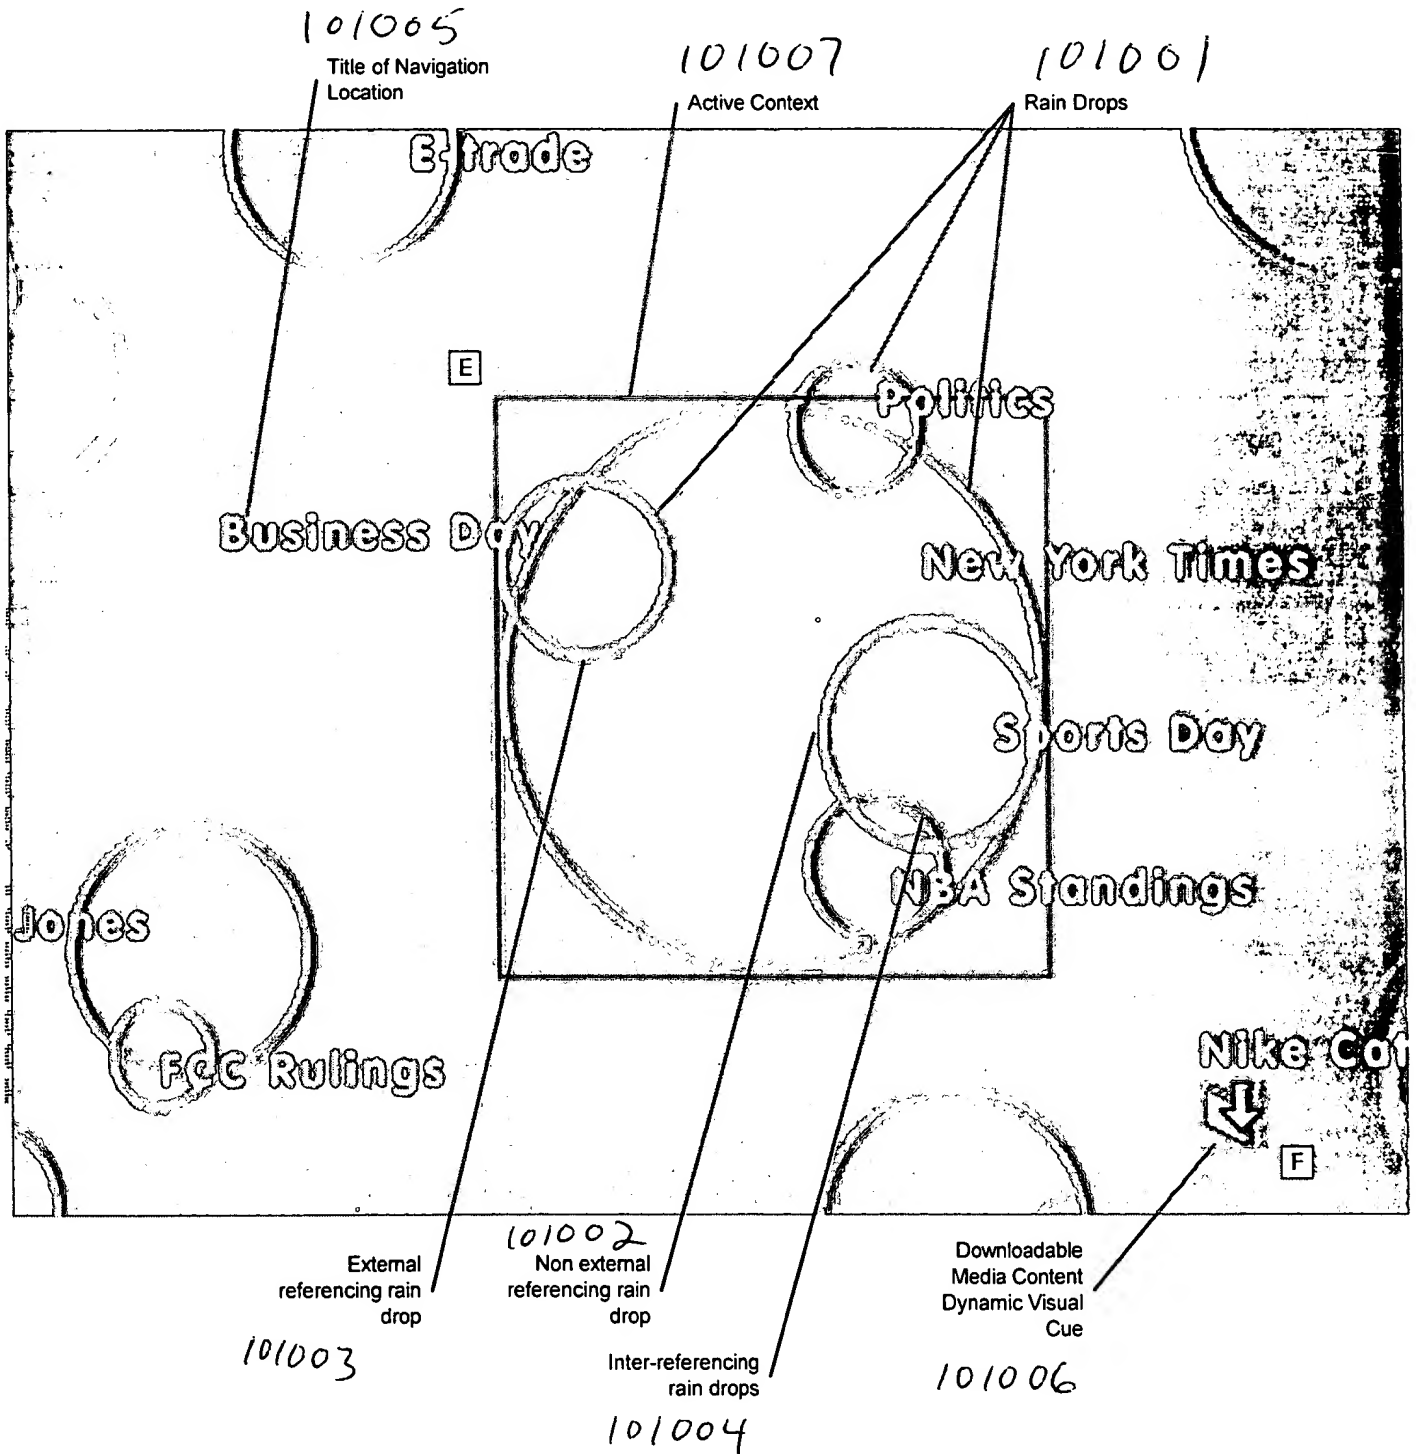 101005
Title of Navigation
Location
101007
Active Context
101001
Rain Drops
E-trade
E
Politics
Business Day
New York Times
Sports Day
NBA Standings
Jones
FCC Rulings
Nike Cat
F
101002
External
referencing rain
drop
Non external
referencing rain
drop
Downloadable
Media Content
Dynamic Visual
Cue
101003
Inter-referencing
rain drops
101006
101004